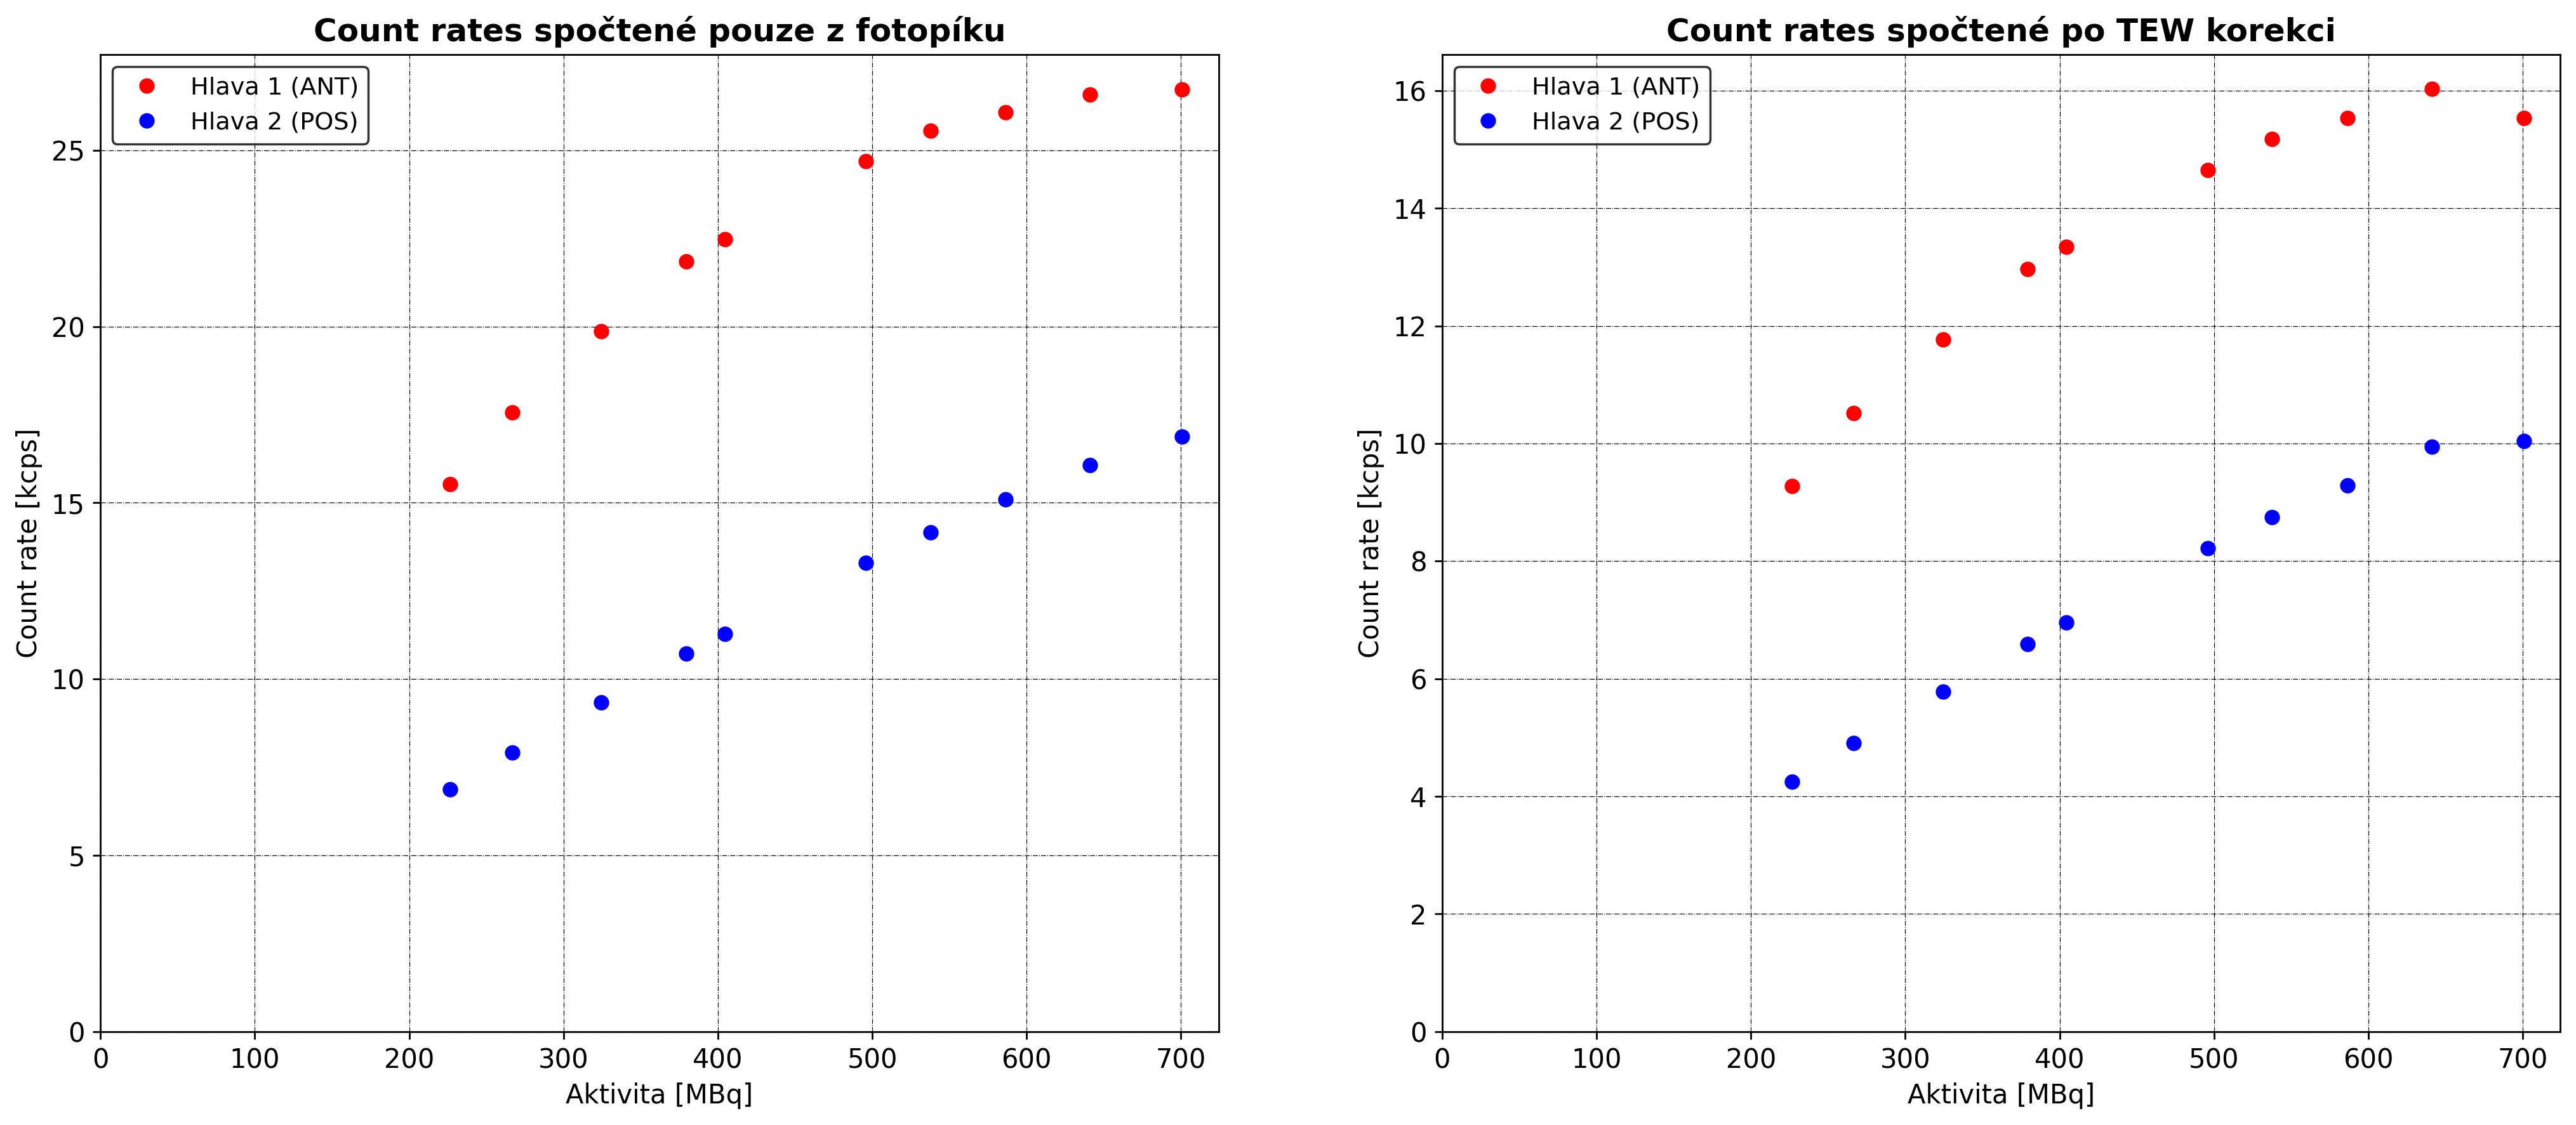 Count rates spočtené pouze z fotopíku
Hlava 1 (ANT)
Hlava 2 (POS)
25
20
15
10
5
0
Count rate [kcps]
0 100 200 300 400 500 600 700
Aktivita [MBq]
Count rates spočtené po TEW korekci
Hlava 1 (ANT)
Hlava 2 (POS)
16
14
12
10
8
6
4
2
0
Count rate [kcps]
0 100 200 300 400 500 600 700
Aktivita [MBq]